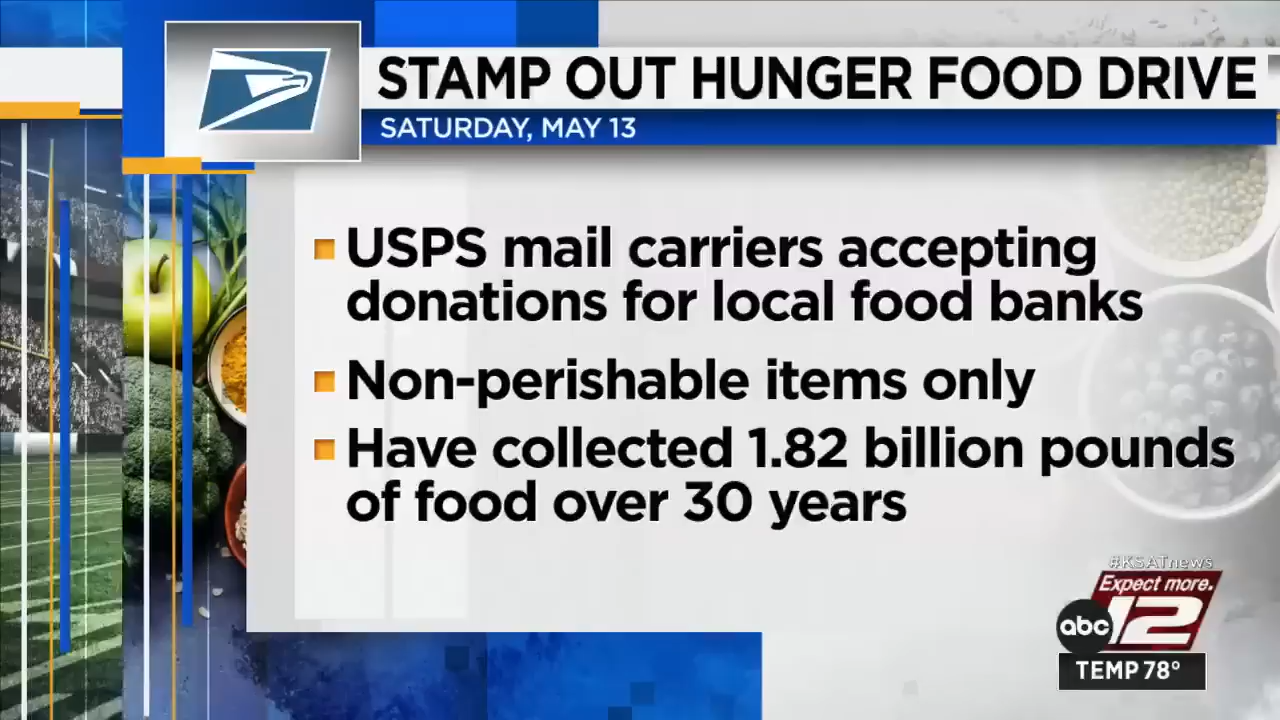 STAMP OUT HUNGER FOOD DRIVE
SATURDAY, MAY 13
USPS mail carriers accepting
donations for local food banks
Non-perishable items only
Have collected 1.82 billion pounds
of food over 30 years
#KSATnews
Expect more.
abc 12
TEMP 78°